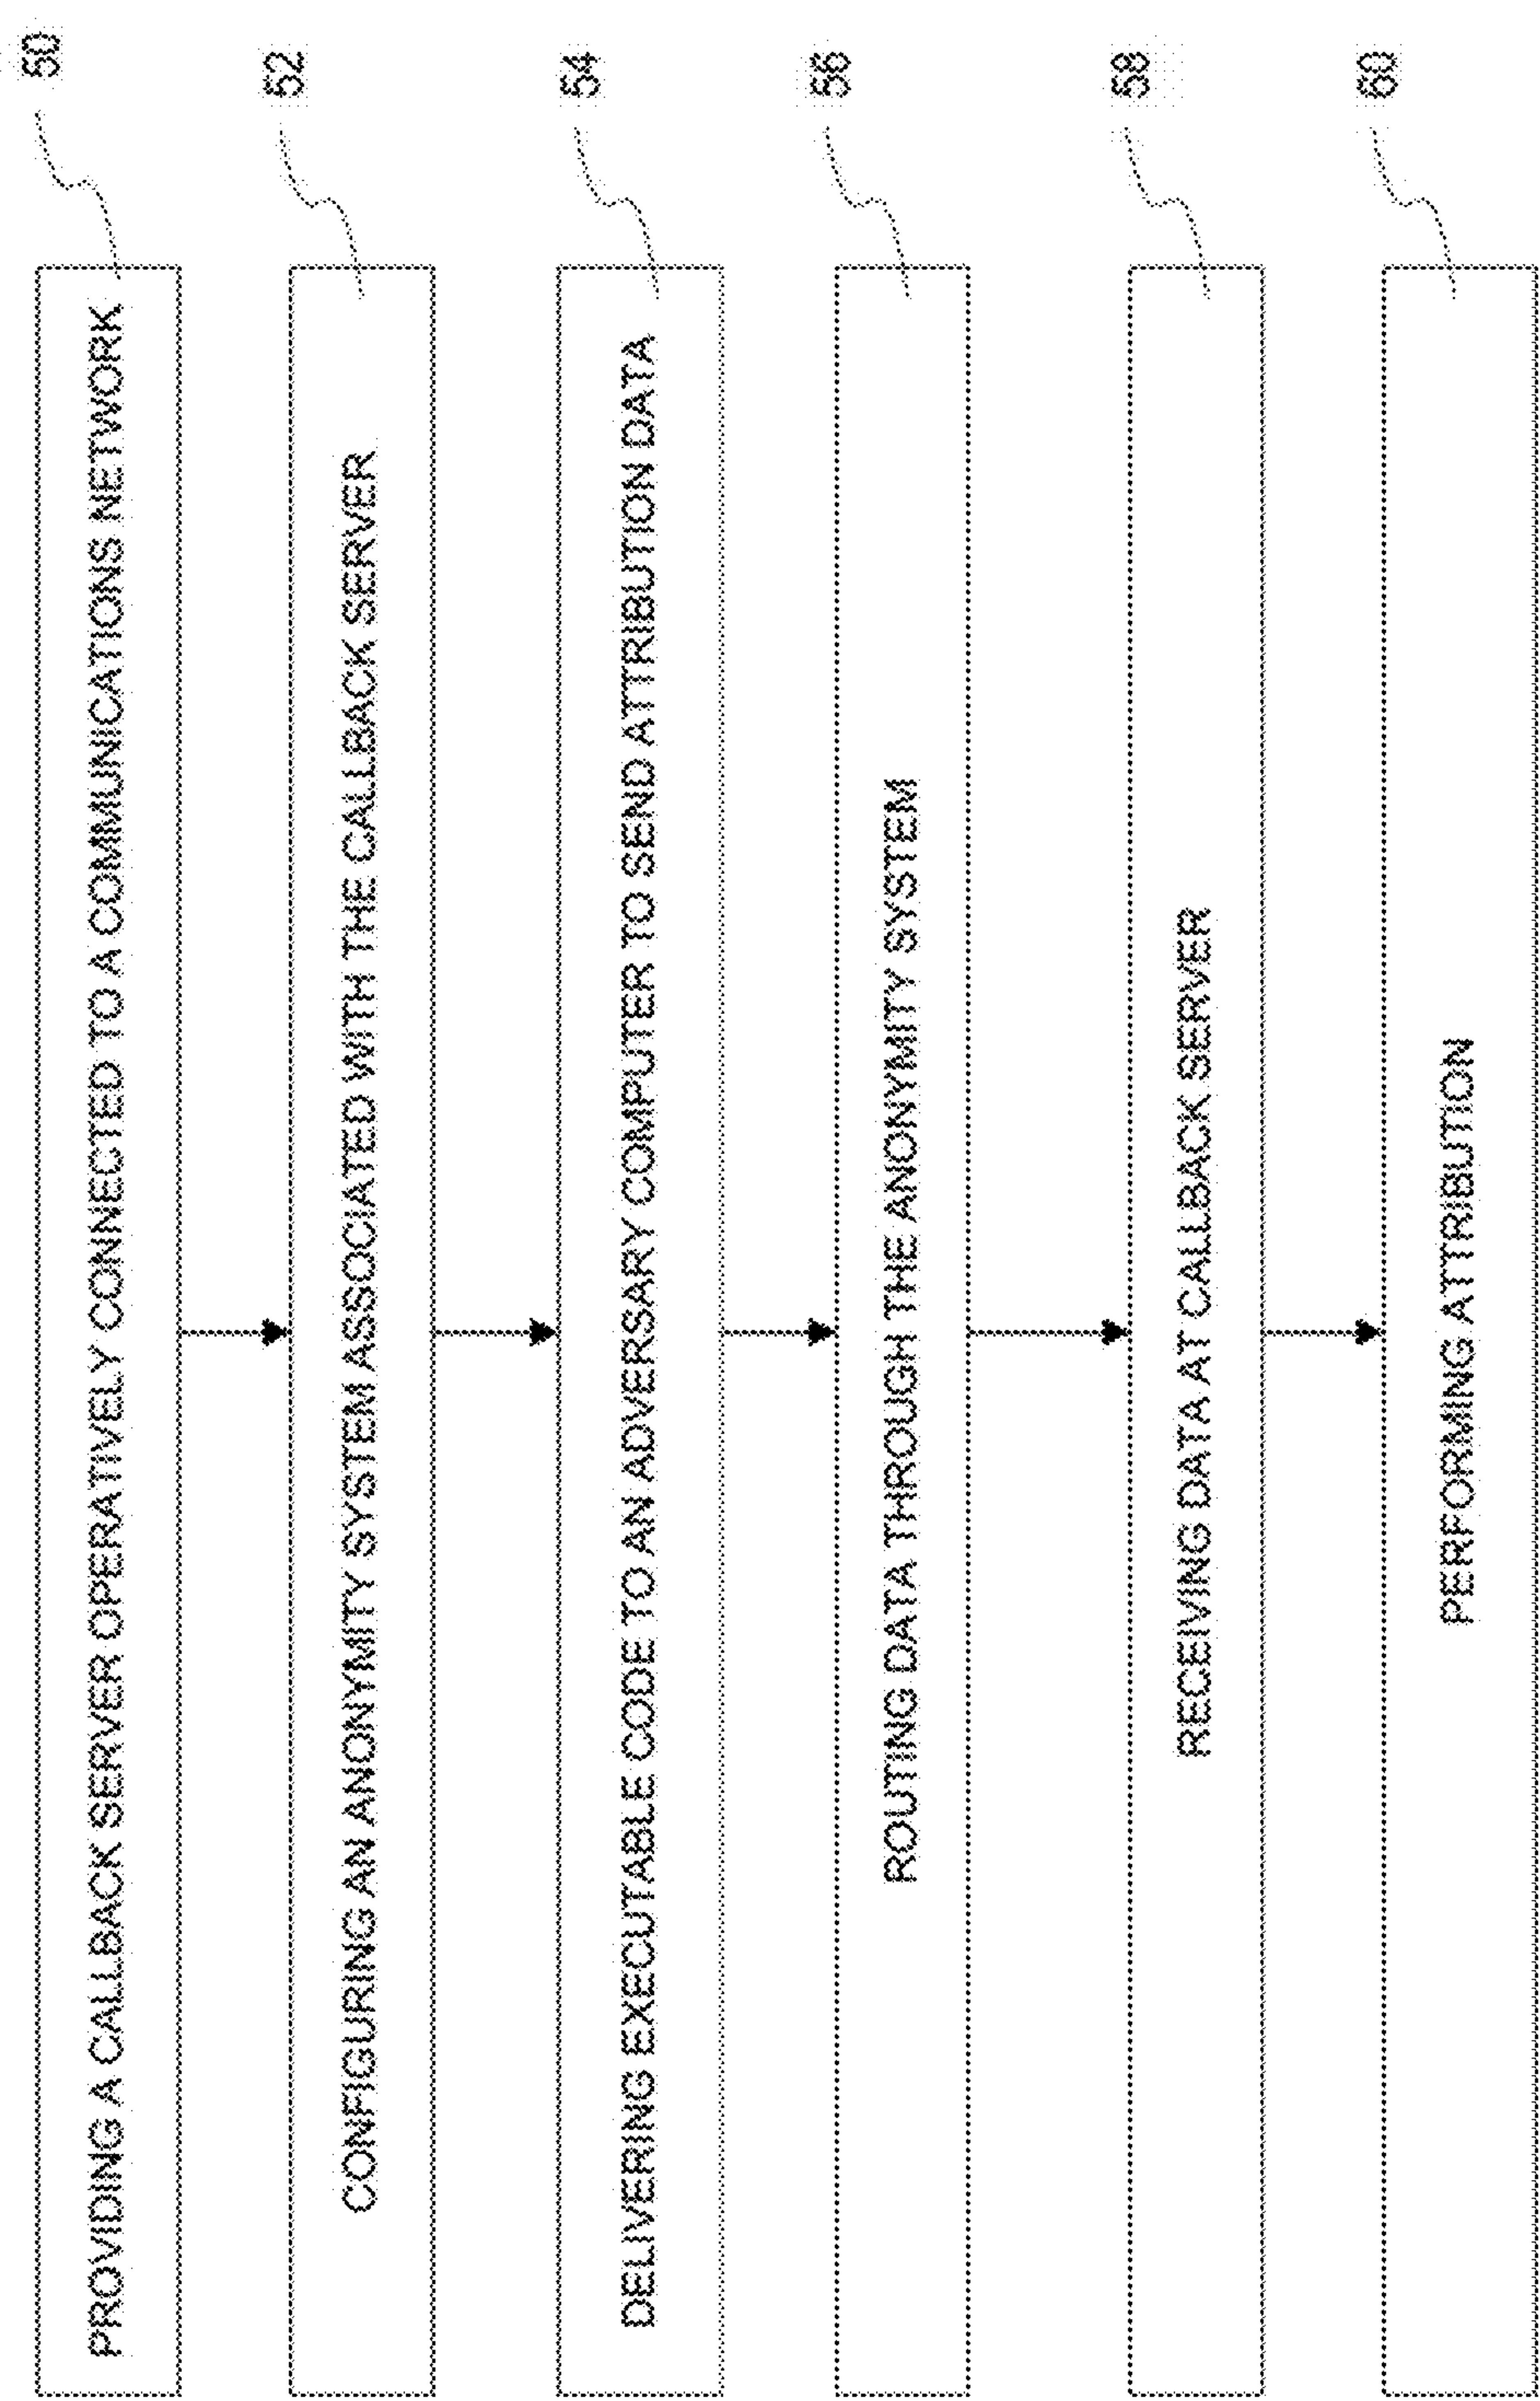 PROVIDING A CALLBACK SERVER OPERATIVELY CONNECTED TO A COMMUNICATIONS NETWORK
50
CONFIGURING AN ANONYMITY SYSTEM ASSOCIATED WITH THE CALLBACK SERVER
52
DELIVERING EXECUTABLE CODE TO AN ADVERSARY COMPUTER TO SEND ATTRIBUTION DATA
54
ROUTING DATA THROUGH THE ANONYMITY SYSTEM
56
RECEIVING DATA AT CALLBACK SERVER
58
PERFORMING ATTRIBUTION
60